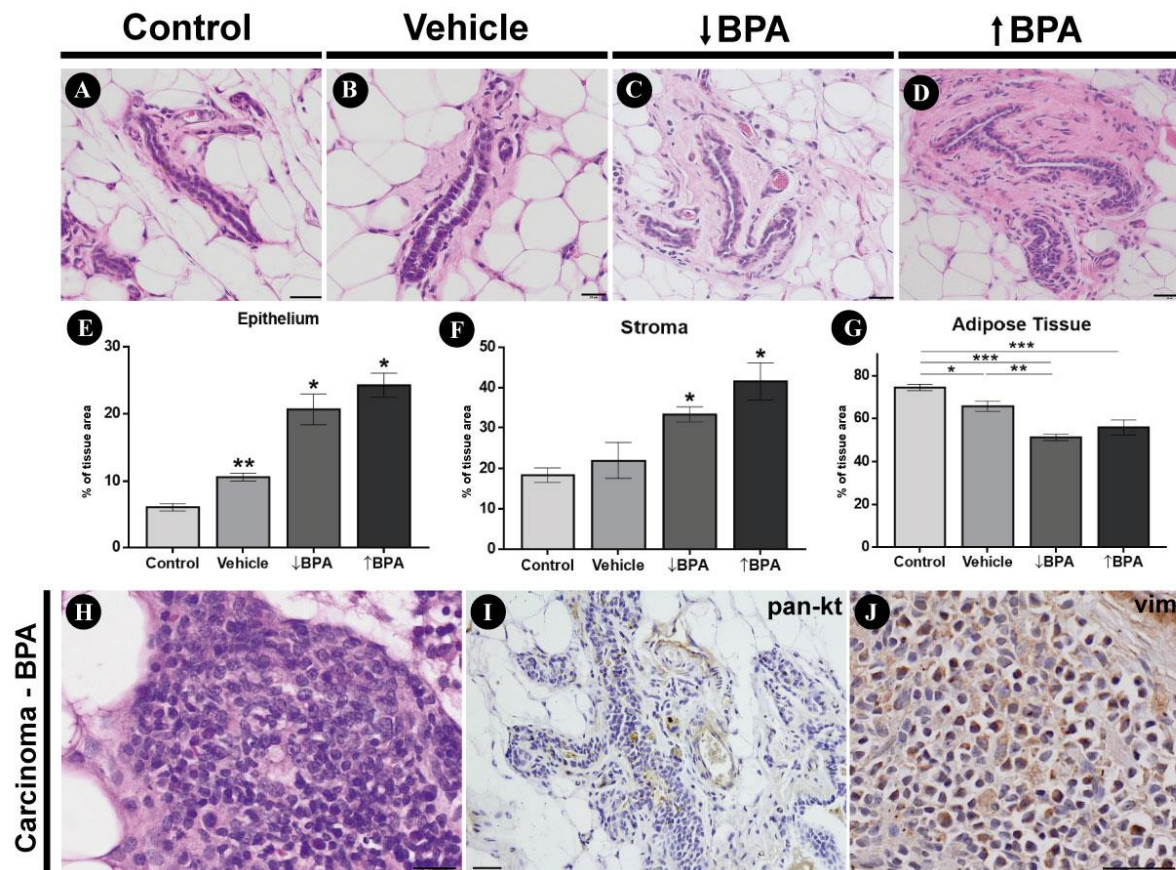 Control
Vehicle
↓BPA
↑BPA
A
B
C
D
E
Epithelium
% of tissue area
30
20
10
0
**
*
*
Control
Vehicle
↓BPA
↑BPA
F
Stroma
% of tissue area
50
40
30
20
10
0
*
*
Control
Vehicle
↓BPA
↑BPA
G
Adipose Tissue
% of tissue area
80
60
40
20
0
***
***
*
**
Control
Vehicle
↓BPA
↑BPA
Carcinoma - BPA
H
I
pan-kt
J
vim